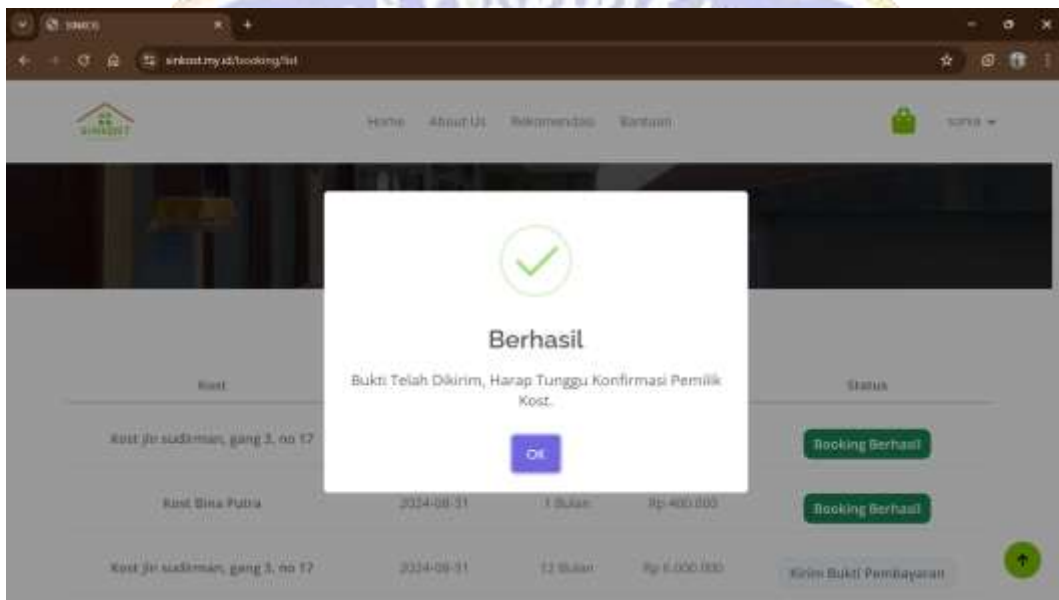 sinkost.my.id/booking/list
SINKOST
Home About Us Rekomendasi Bantuan
Berhasil
Bukti Telah Dikirim, Harap Tunggu Konfirmasi Pemilik
Kost.
OK
Kost Status
Kost jln sudirman, gang 3, no 17 Booking Berhasil
Kost Bina Putra 2024-08-31 1 Bulan Rp 400.000 Booking Berhasil
Kost jln sudirman, gang 3, no 17 2024-08-31 12 Bulan Rp 6.000.000 Kirim Bukti Pembayaran